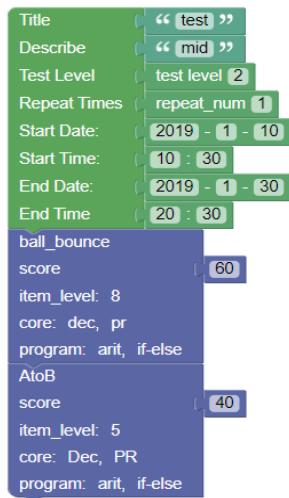 Title “ test ”
Describe “ mid ”
Test Level test level 2
Repeat Times repeat_num 1
Start Date: 2019 - 1 - 10
Start Time: 10 : 30
End Date: 2019 - 1 - 30
End Time 20 : 30
ball_bounce
score 60
item_level: 8
core: dec, pr
program: arit, if-else
AtoB
score 40
item_level: 5
core: Dec, PR
program: arit, if-else